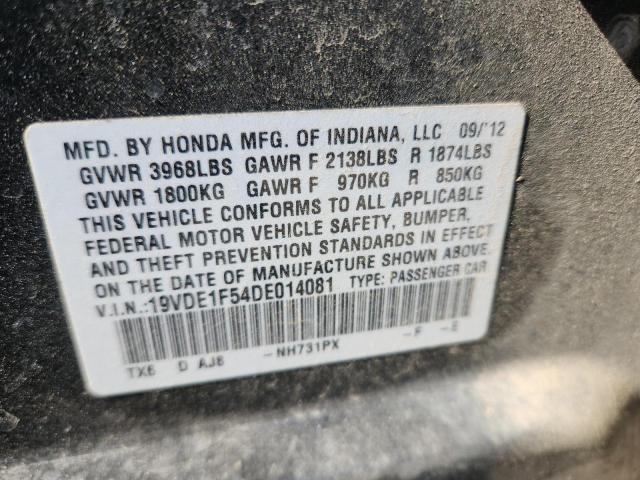 MFD. BY HONDA MFG. OF INDIANA, LLC 09/'12
GVWR 3968LBS GAWR F 2138LBS R 1874LBS
GVWR 1800KG GAWR F 970KG R 850KG
THIS VEHICLE CONFORMS TO ALL APPLICABLE
FEDERAL MOTOR VEHICLE SAFETY, BUMPER,
AND THEFT PREVENTION STANDARDS IN EFFECT
ON THE DATE OF MANUFACTURE SHOWN ABOVE.
V.I.N.:19VDE1F54DE014081 TYPE: PASSENGER CAR
TX6 D AJ8 -NH731PX -F -E